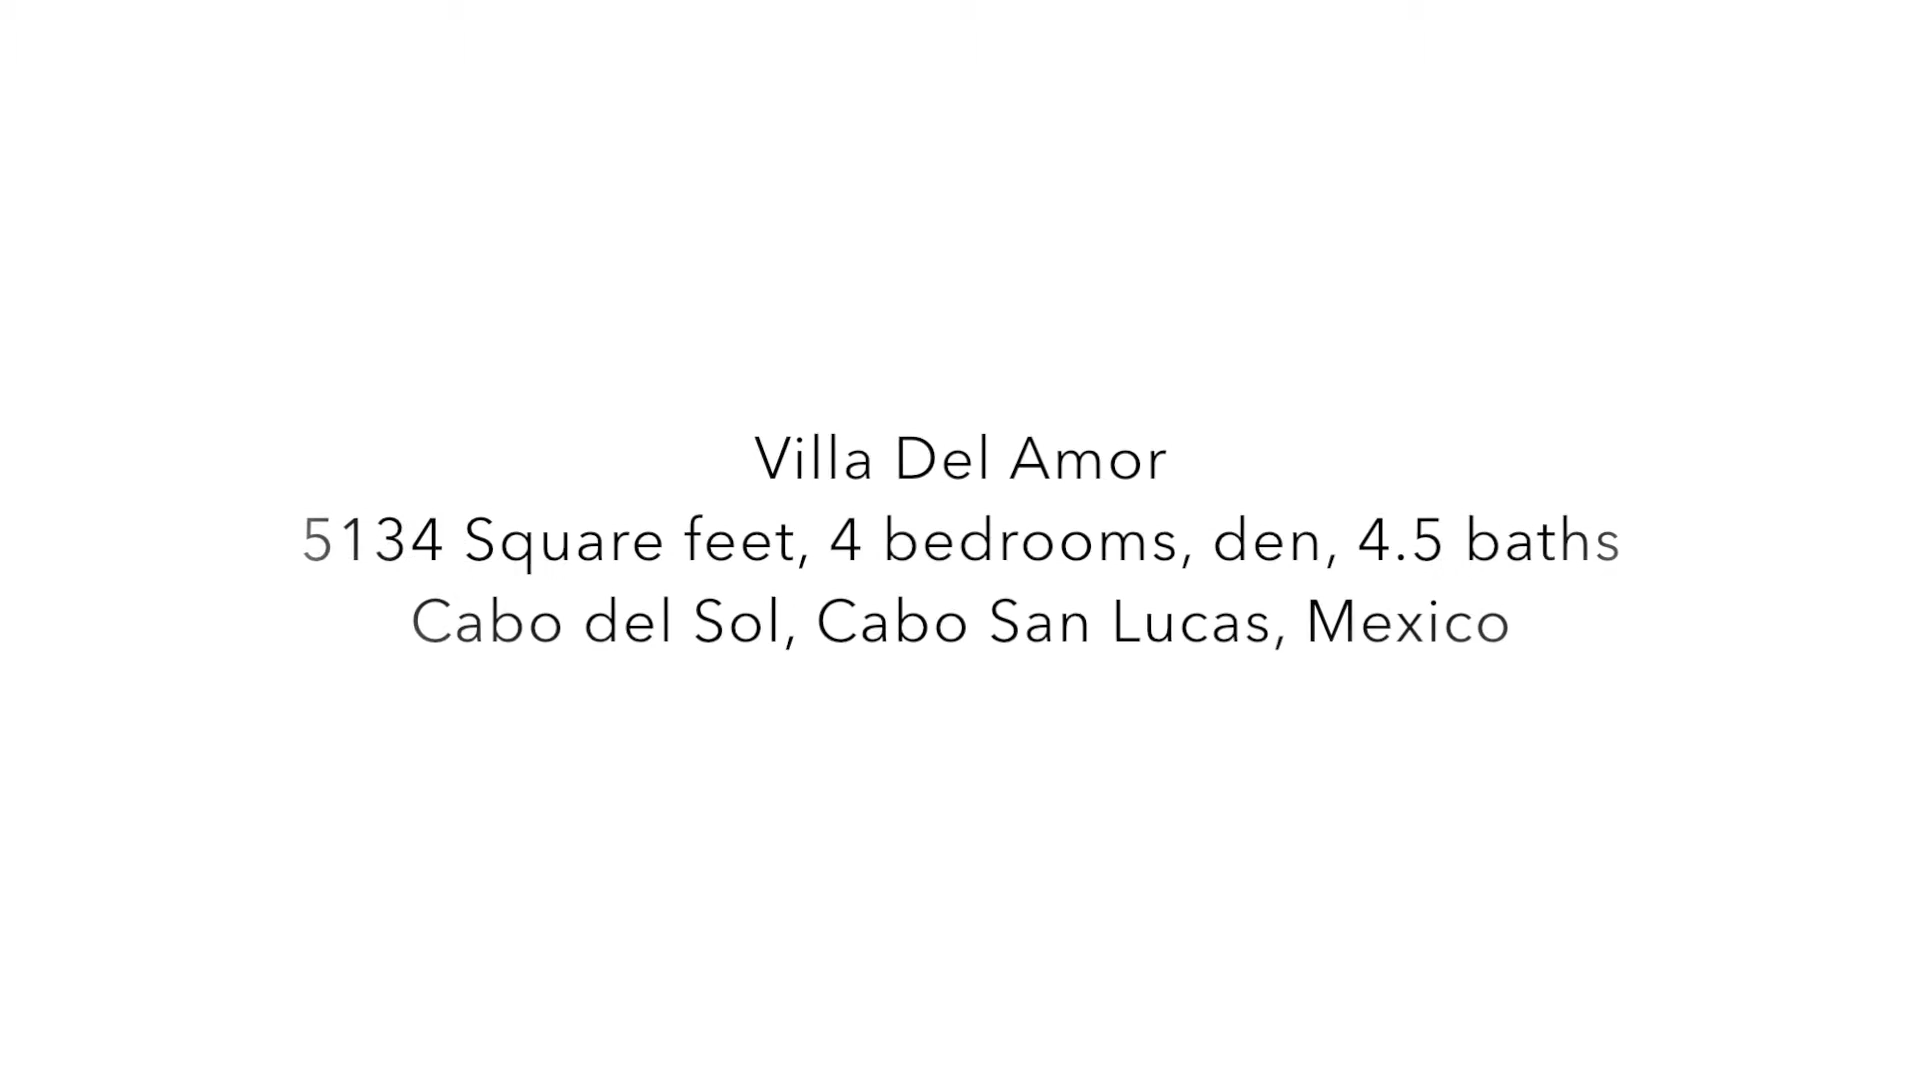 Villa Del Amor
5134 Square feet, 4 bedrooms, den, 4.5 baths
Cabo del Sol, Cabo San Lucas, Mexico